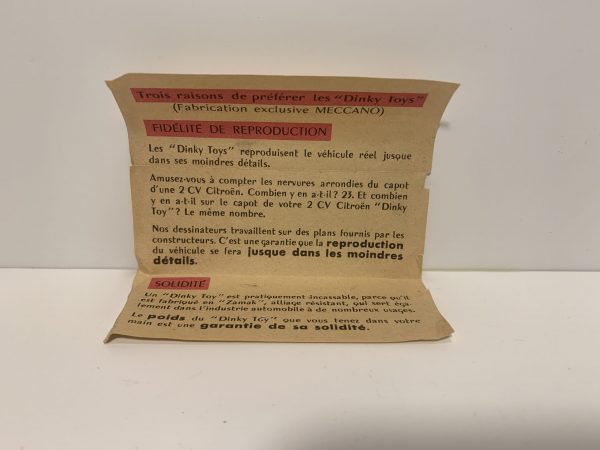 Trois raisons de préférer les "Dinky Toys"
(Fabrication exclusive MECCANO)
FIDÉLITÉ DE REPRODUCTION
Les "Dinky Toys" reproduisent le véhicule réel jusque
dans ses moindres détails.
Amusez-vous à compter les nervures arrondies du capot
d'une 2 CV Citroën. Combien y en a-t-il ? 23. Et combien
y en a-t-il sur le capot de votre 2 CV Citroën "Dinky
Toy" ? Le même nombre.
Nos dessinateurs travaillent sur des plans fournis par les
constructeurs. C'est une garantie que la reproduction
du véhicule se fera jusque dans les moindres
détails.
SOLIDITÉ
Un "Dinky Toy" est pratiquement incassable, parce qu'il
est fabriqué en "Zamak", alliage résistant, qui sert éga-
lement dans l'industrie automobile à de nombreux usages.
Le poids du "Dinky Toy" que vous tenez dans votre
main est une garantie de sa solidité.